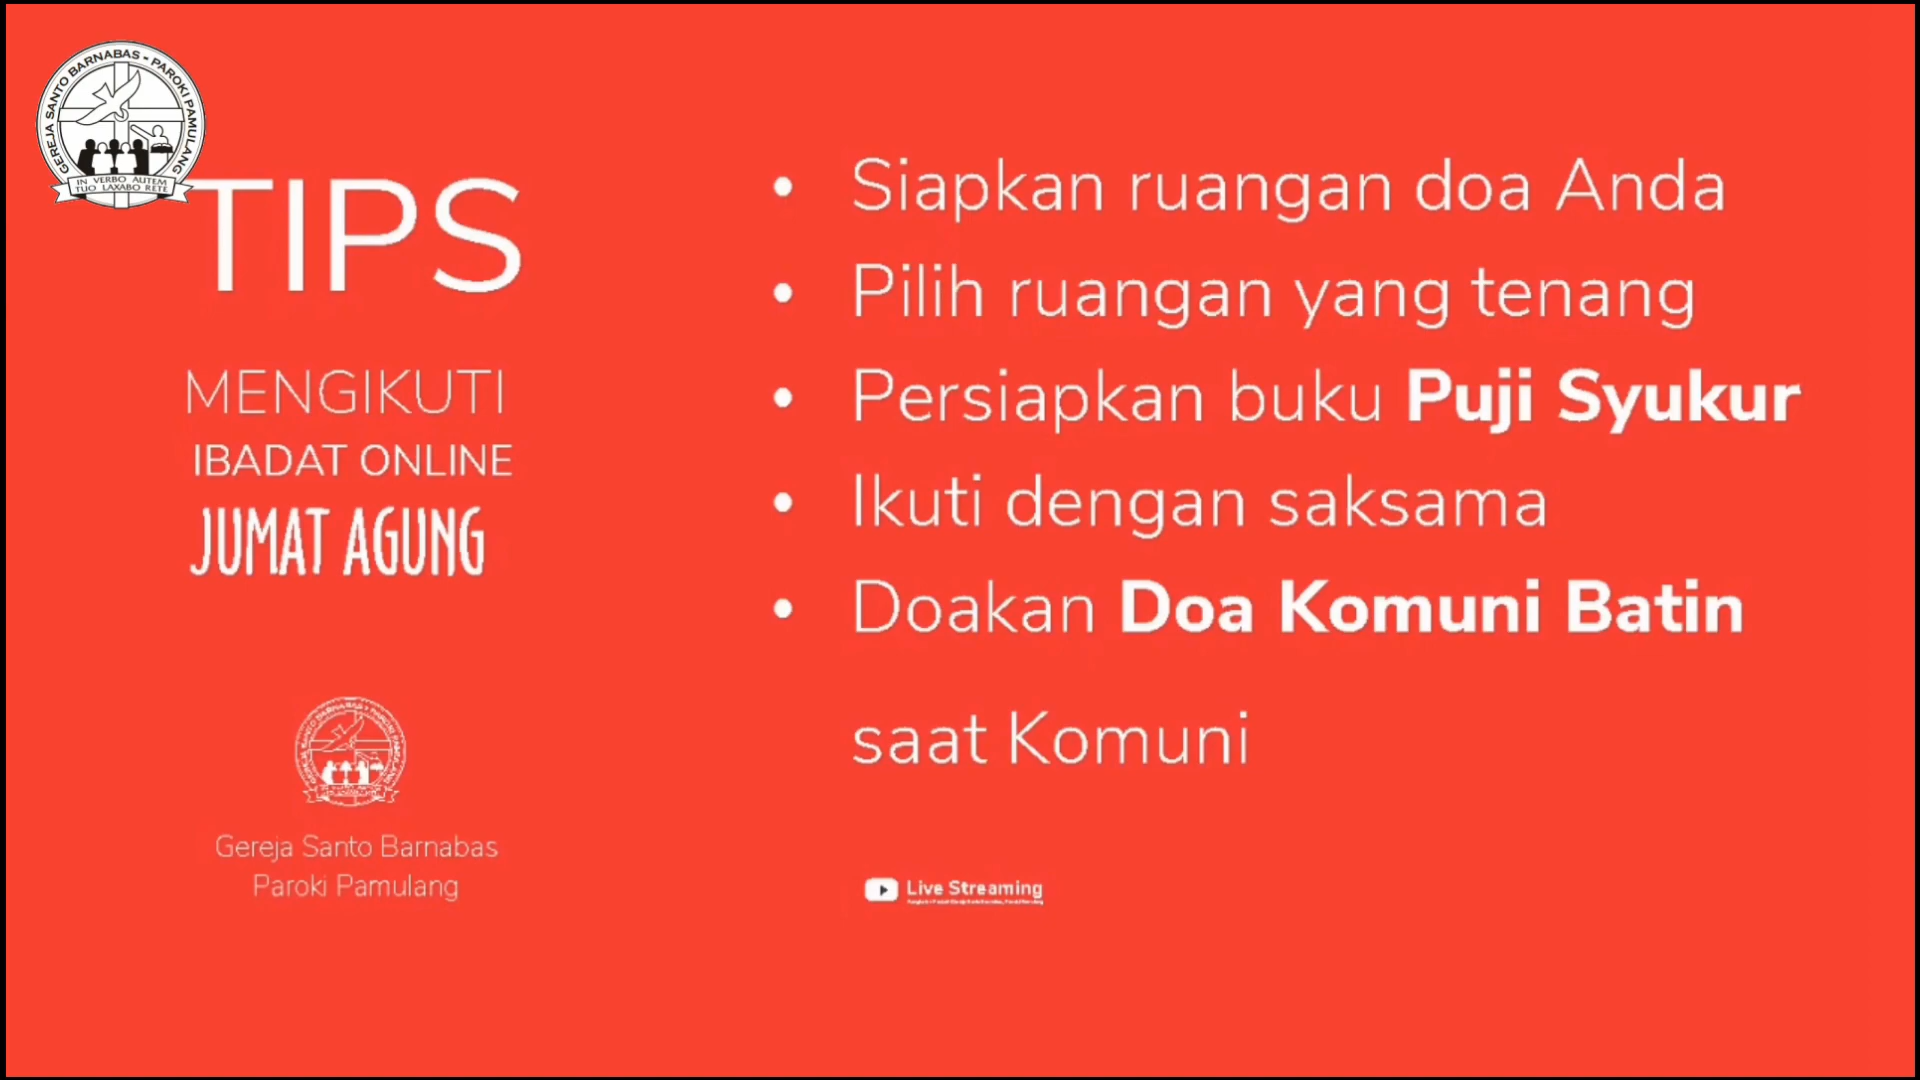 GEREJA SANTO BARNABAS - PAROKI PAMULANG
IN VERBO AUTEM
TUO LAXABO RETE
TIPS
MENGIKUTI
IBADAT ONLINE
JUMAT AGUNG
Gereja Santo Barnabas
Paroki Pamulang
• Siapkan ruangan doa Anda
• Pilih ruangan yang tenang
• Persiapkan buku Puji Syukur
• Ikuti dengan saksama
• Doakan Doa Komuni Batin
saat Komuni
Live Streaming